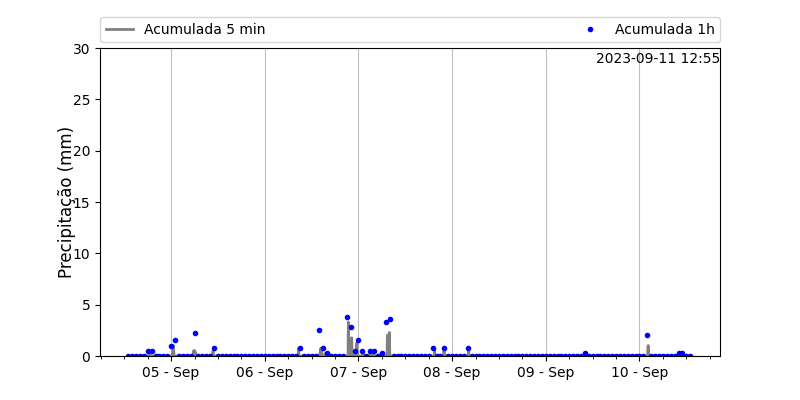 Acumulada 5 min
Acumulada 1h
2023-09-11 12:55
Precipitação (mm)
30
25
20
15
10
5
0
05 - Sep
06 - Sep
07 - Sep
08 - Sep
09 - Sep
10 - Sep